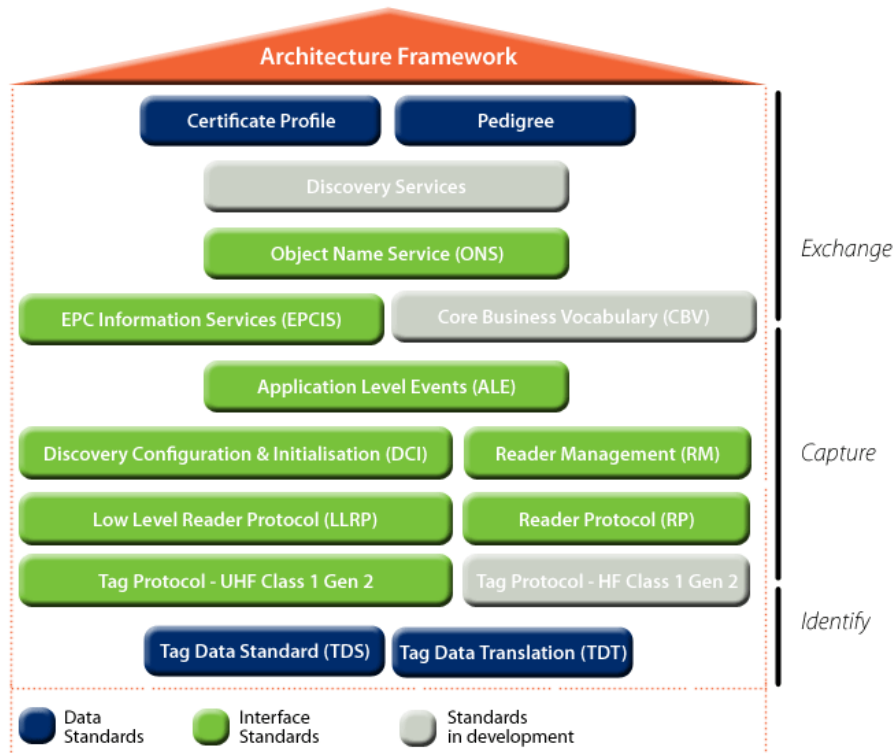 Architecture Framework
Certificate Profile
Pedigree
Discovery Services
Object Name Service (ONS)
Exchange
EPC Information Services (EPCIS)
Core Business Vocabulary (CBV)
Application Level Events (ALE)
Discovery Configuration & Initialisation (DCI)
Reader Management (RM)
Capture
Low Level Reader Protocol (LLRP)
Reader Protocol (RP)
Tag Protocol - UHF Class 1 Gen 2
Tag Protocol - HF Class 1 Gen 2
Identify
Tag Data Standard (TDS)
Tag Data Translation (TDT)
Data
Standards
Interface
Standards
Standards
in development